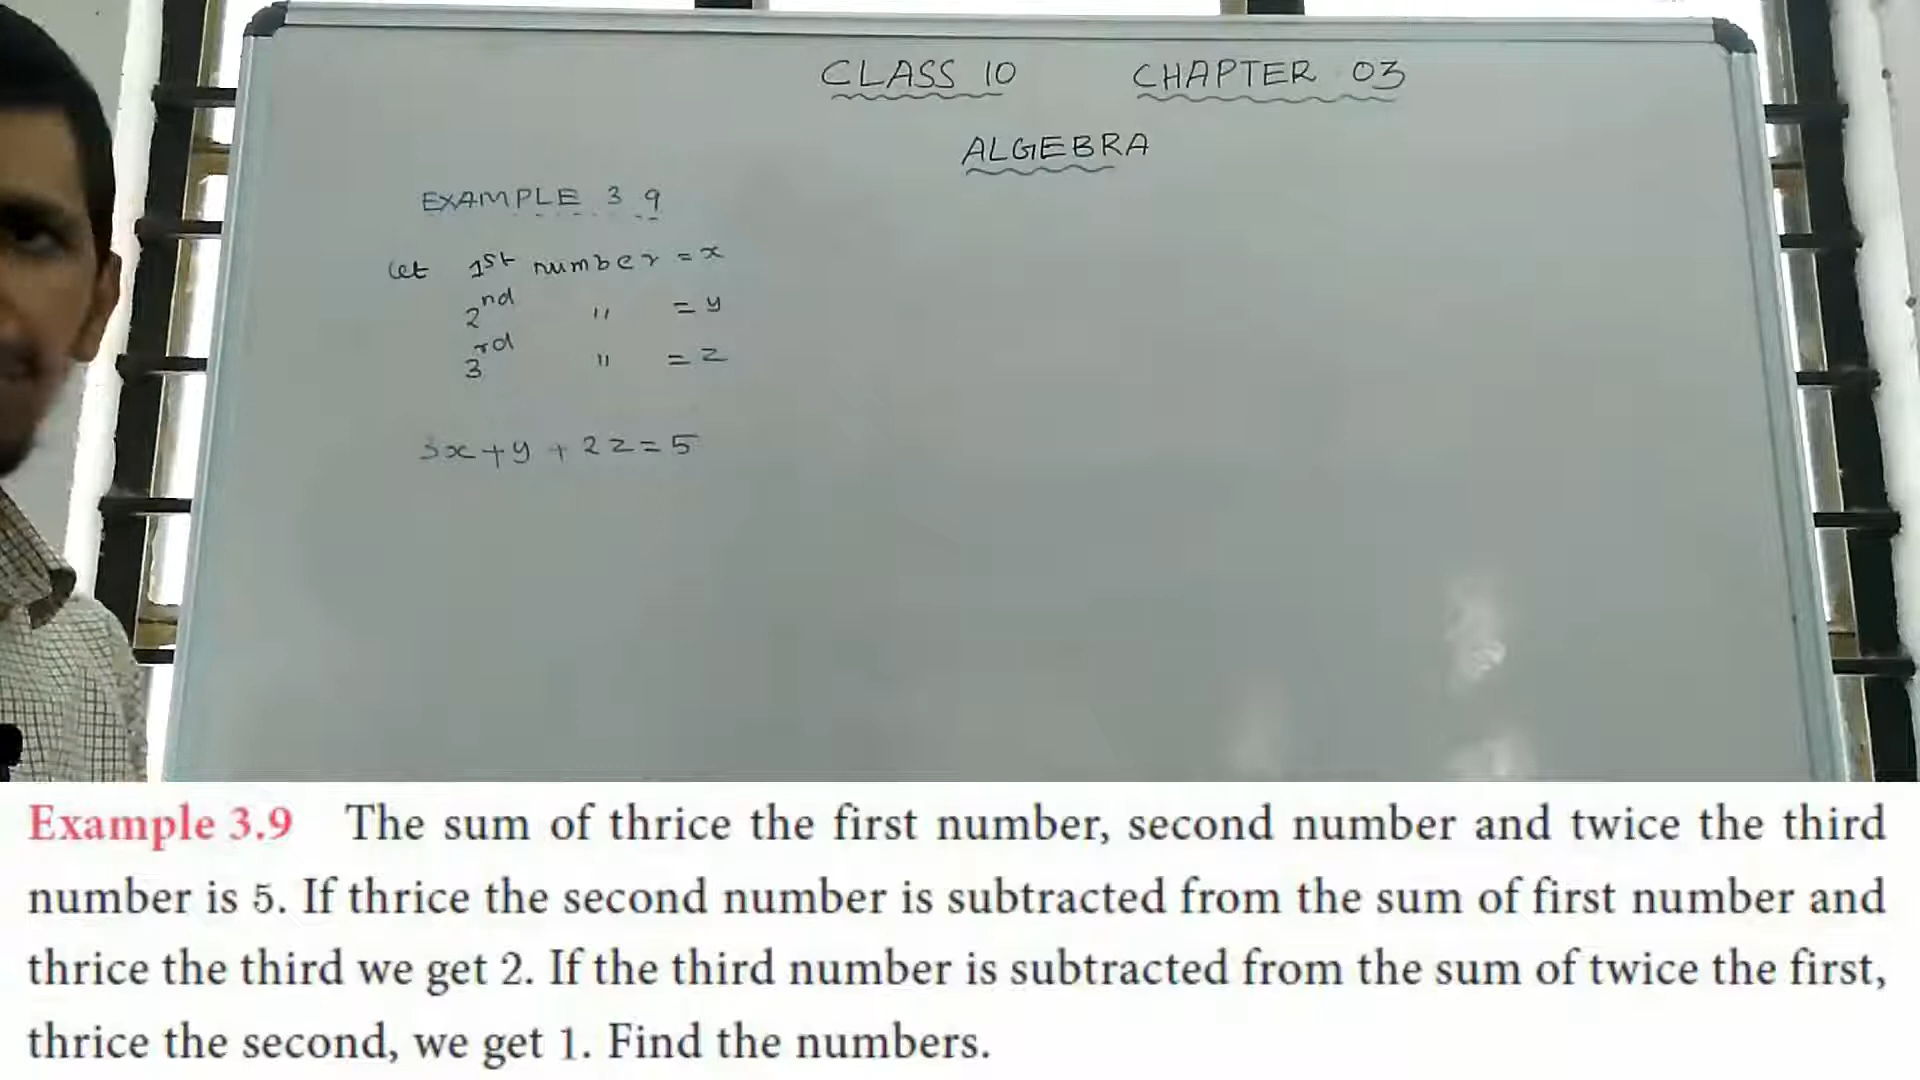 CLASS 10 CHAPTER 03
ALGEBRA
EXAMPLE 3 9
Let 1st number = x
2nd " = y
3rd " = z
3x + y + 2z = 5
Example 3.9 The sum of thrice the first number, second number and twice the third
number is 5. If thrice the second number is subtracted from the sum of first number and
thrice the third we get 2. If the third number is subtracted from the sum of twice the first,
thrice the second, we get 1. Find the numbers.